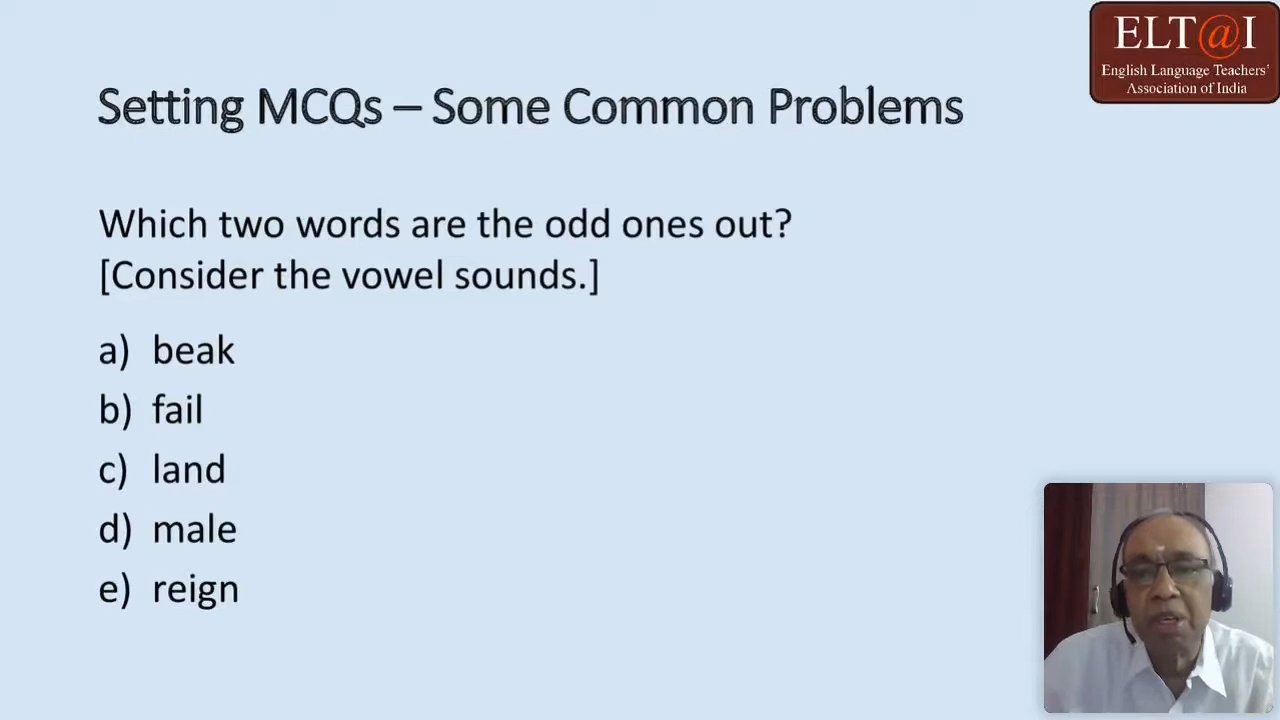 ELT@I
English Language Teachers'
Association of India
Setting MCQs – Some Common Problems
Which two words are the odd ones out?
[Consider the vowel sounds.]
a) beak
b) fail
c) land
d) male
e) reign